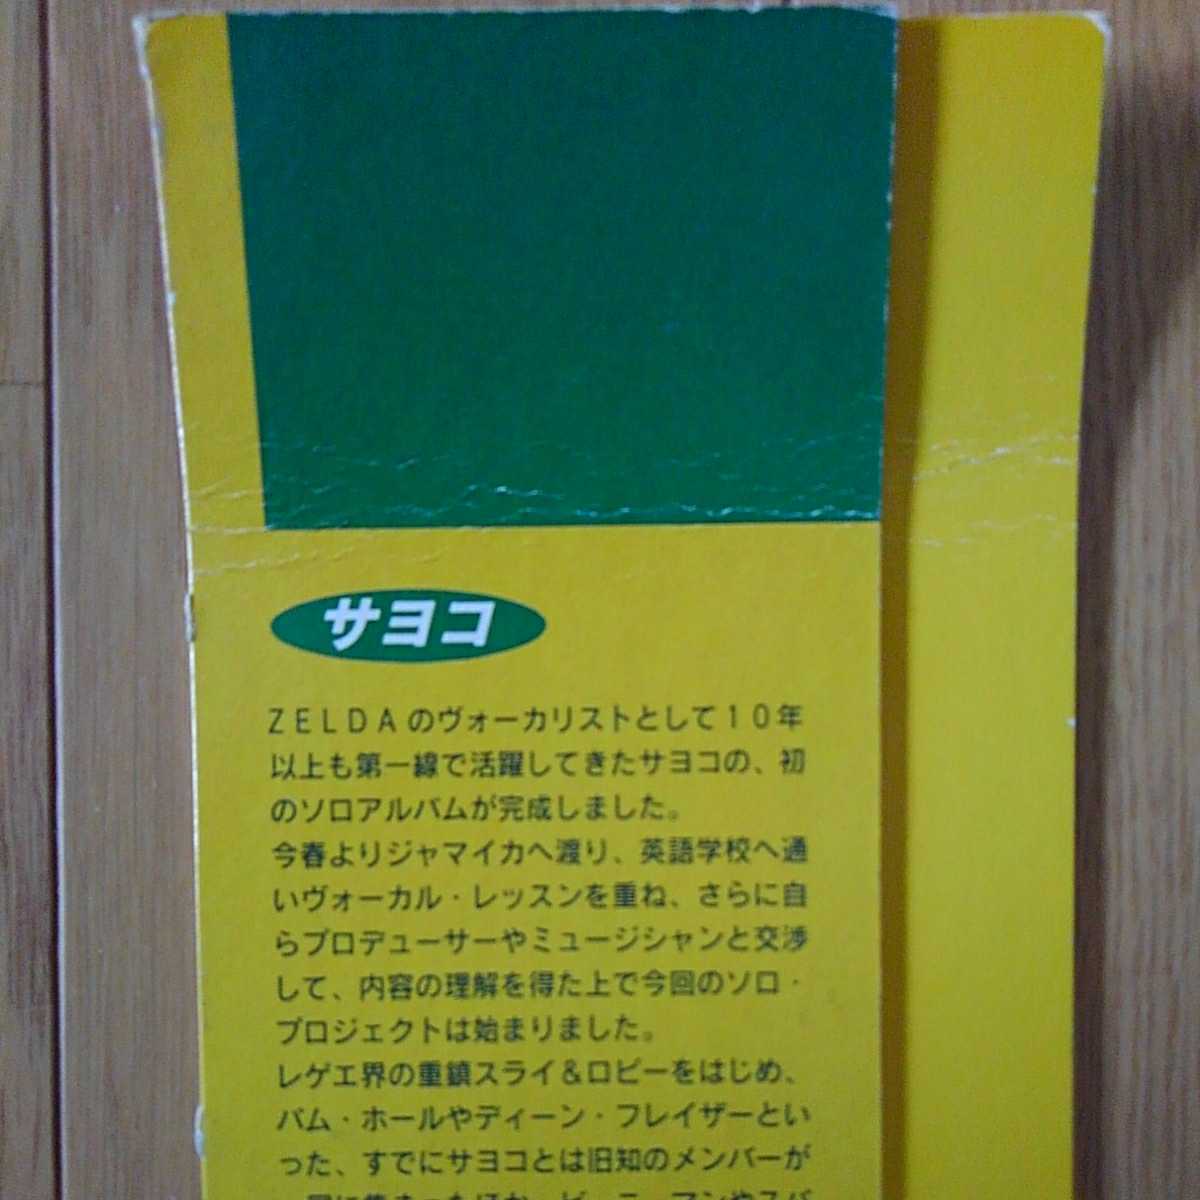 サヨコ
ZELDAのヴォーカリストとして10年
以上も第一線で活躍してきたサヨコの、初
のソロアルバムが完成しました。
今春よりジャマイカへ渡り、英語学校へ通
いヴォーカル・レッスンを重ね、さらに自
らプロデューサーやミュージシャンと交渉
して、内容の理解を得た上で今回のソロ・
プロジェクトは始まりました。
レゲエ界の重鎮スライ&ロビーをはじめ、
バム・ホールやディーン・フレイザーとい
った、すでにサヨコとは旧知のメンバーが